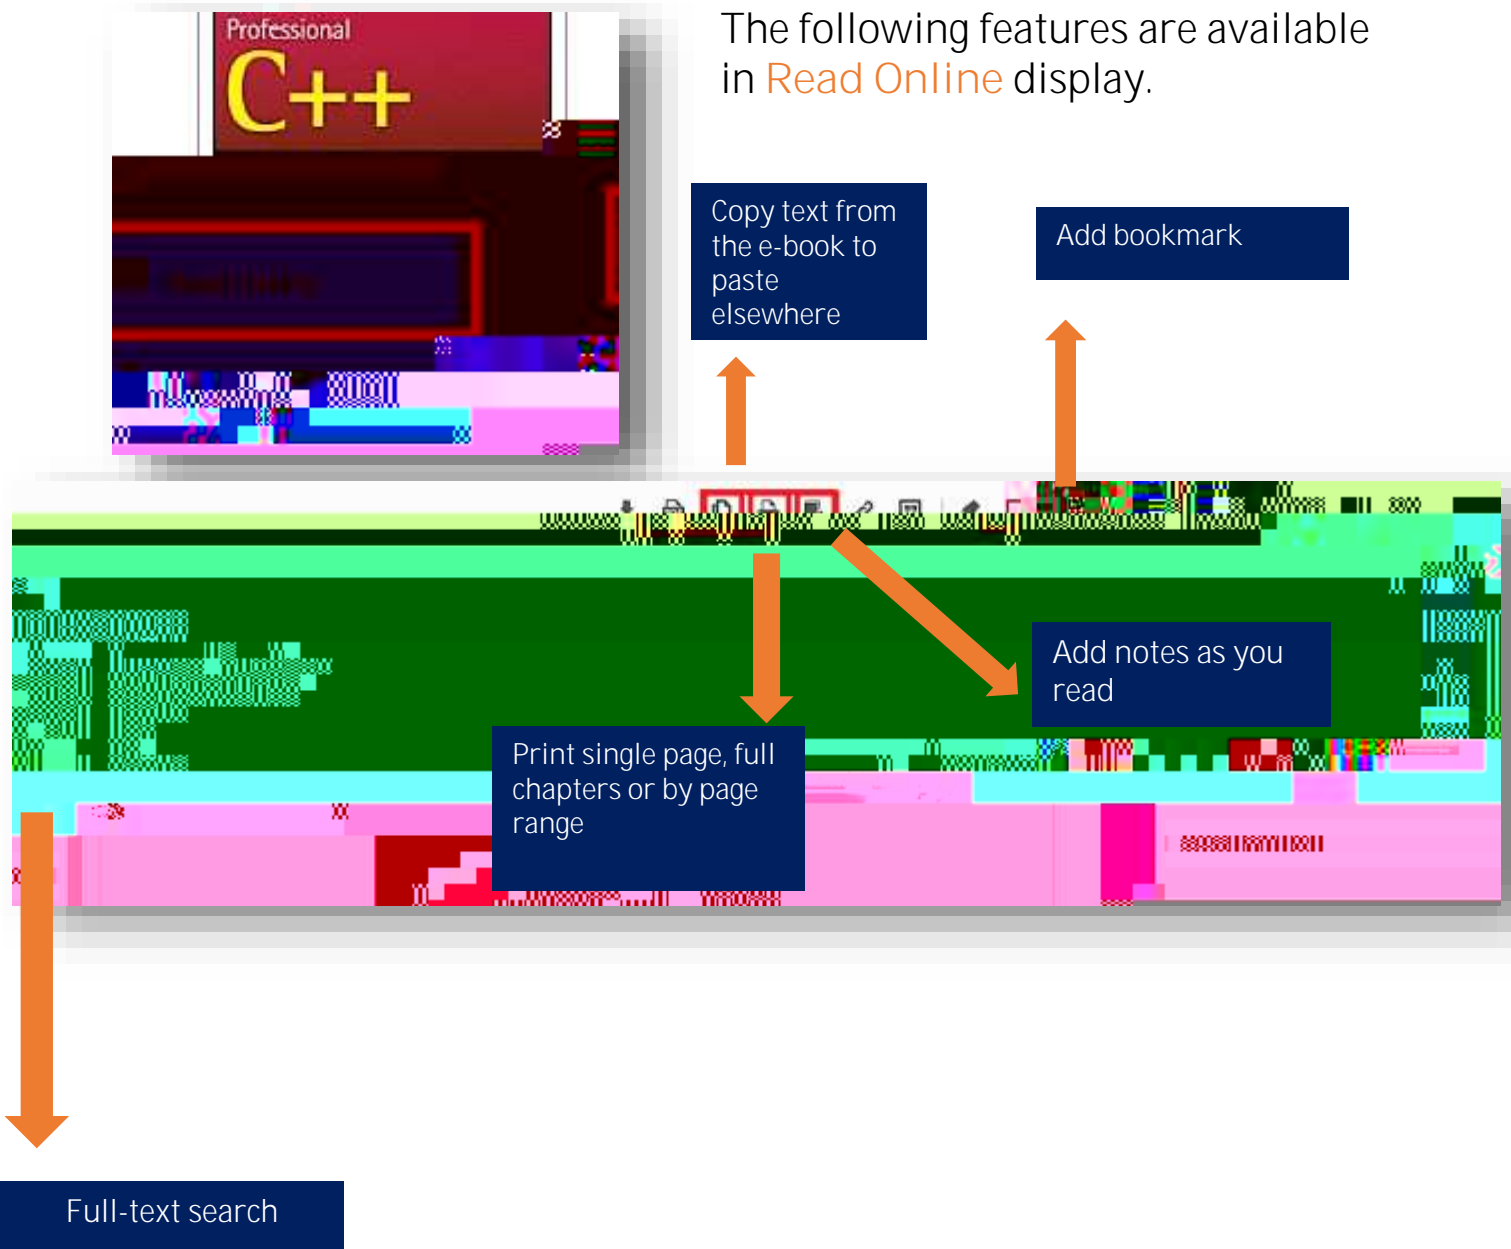 Professional
C++
The following features are available
in Read Online display.
Copy text from
the e-book to
paste
elsewhere
Add bookmark
Add notes as you
read
Print single page, full
chapters or by page
range
Full-text search